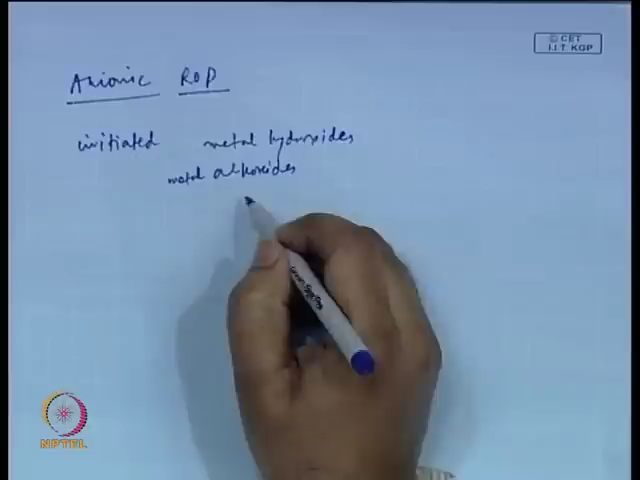 © CET
I.I.T. KGP
Anionic ROP
initiated metal hydroxides
metal alkoxides
NPTEL